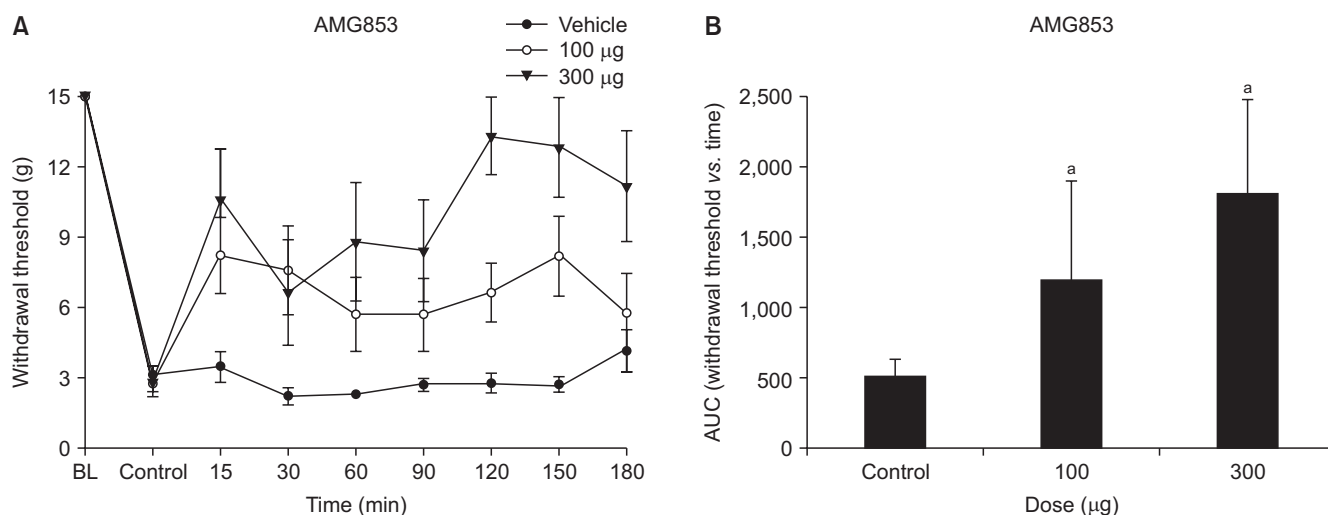 A
AMG853
Vehicle
100 μg
300 μg
Withdrawal threshold (g)
15
12
9
6
3
0
BL Control 15 30 60 90 120 150 180
Time (min)
B
AMG853
AUC (withdrawal threshold vs. time)
2,500
2,000
1,500
1,000
500
0
a
a
Control 100 300
Dose (μg)